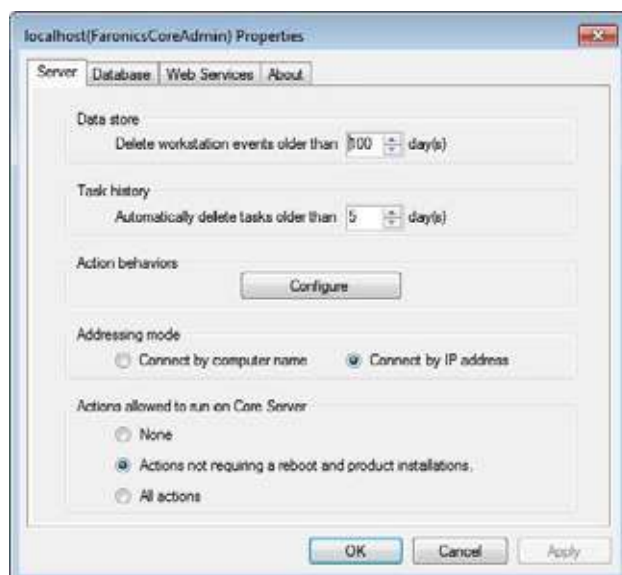 localhost(FaronicsCoreAdmin) Properties
Server Database Web Services About
Data store
Delete workstation events older than 100 day(s)
Task history
Automatically delete tasks older than 5 day(s)
Action behaviors
Configure
Addressing mode
Connect by computer name Connect by IP address
Actions allowed to run on Core Server
None
Actions not requiring a reboot and product installations.
All actions
OK Cancel Apply